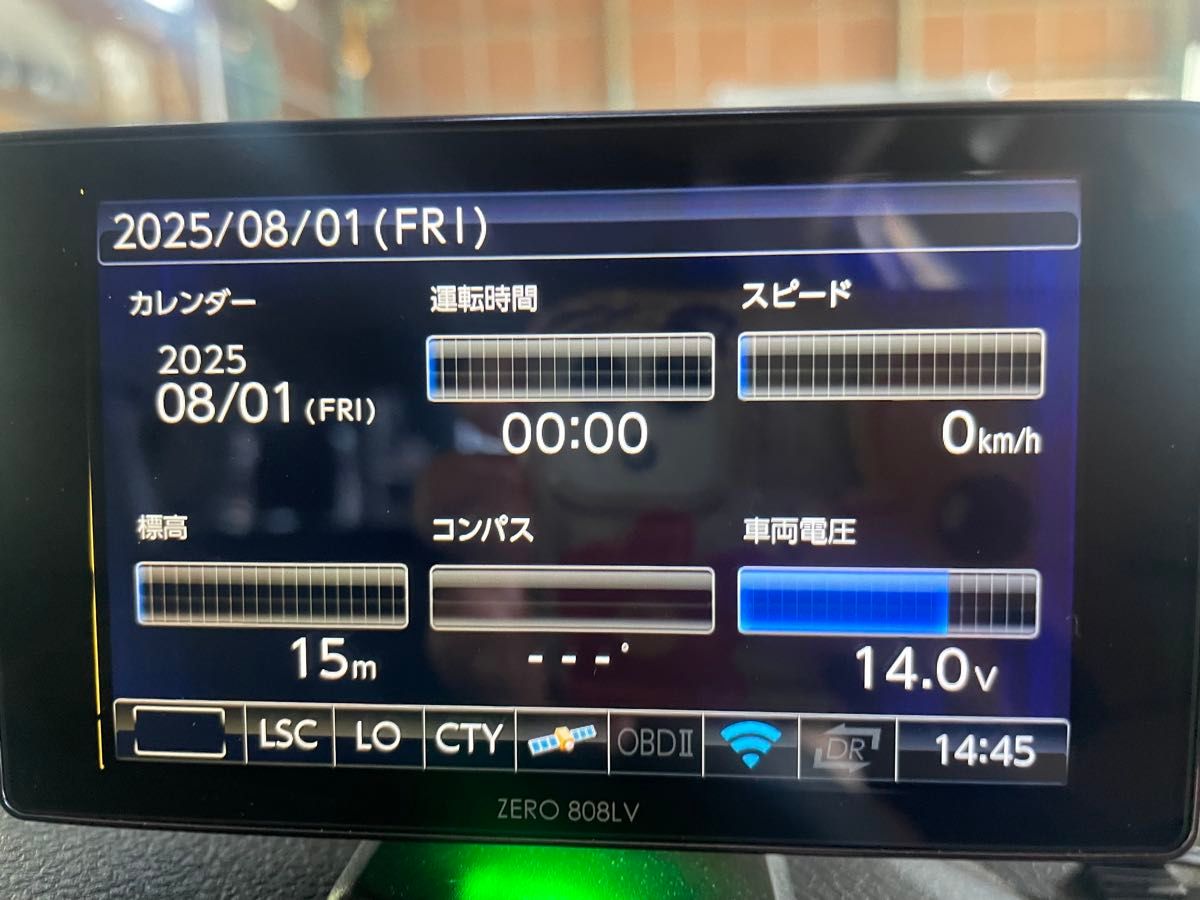 2025/08/01(FRI)
カレンダー
2025
08/01(FRI)
運転時間
00:00
スピード
0km/h
標高
15m
コンパス
---°
車両電圧
14.0V
LSC LO CTY OBDⅡ DR 14:45
ZERO 808LV